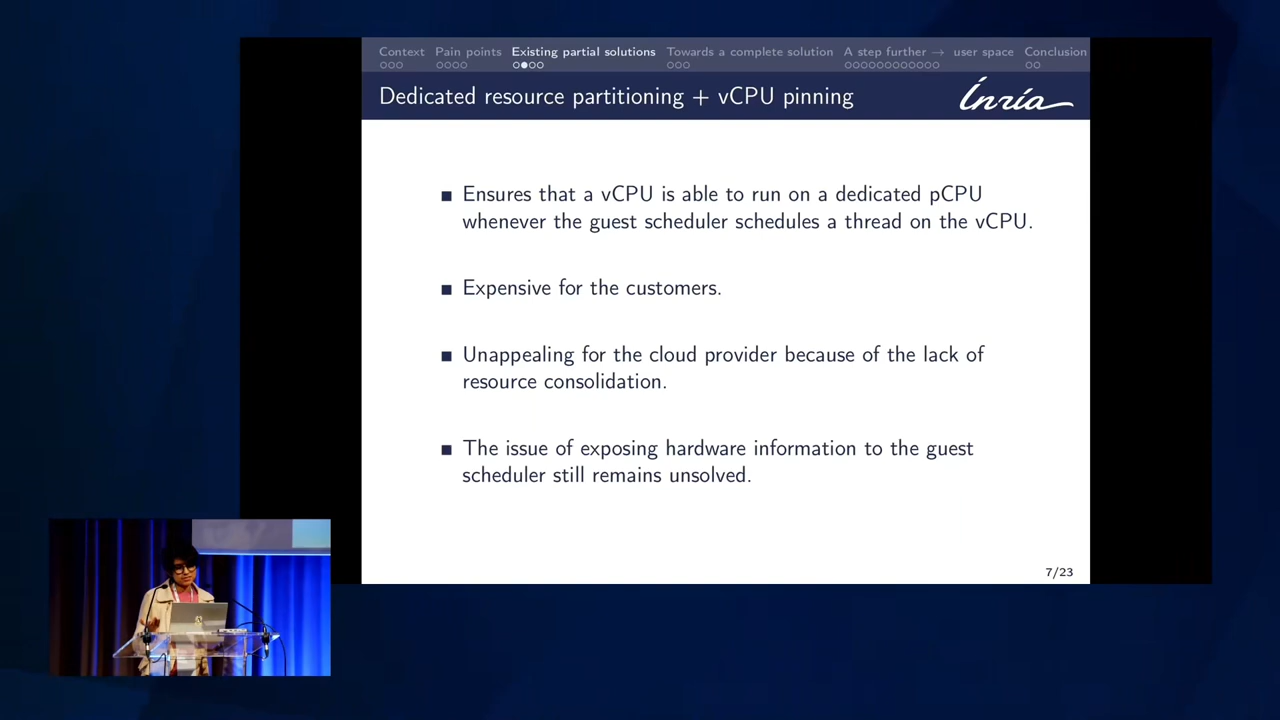 Context Pain points Existing partial solutions Towards a complete solution A step further → user space Conclusion
Dedicated resource partitioning + vCPU pinning
Inria
■ Ensures that a vCPU is able to run on a dedicated pCPU
whenever the guest scheduler schedules a thread on the vCPU.
■ Expensive for the customers.
■ Unappealing for the cloud provider because of the lack of
resource consolidation.
■ The issue of exposing hardware information to the guest
scheduler still remains unsolved.
7/23